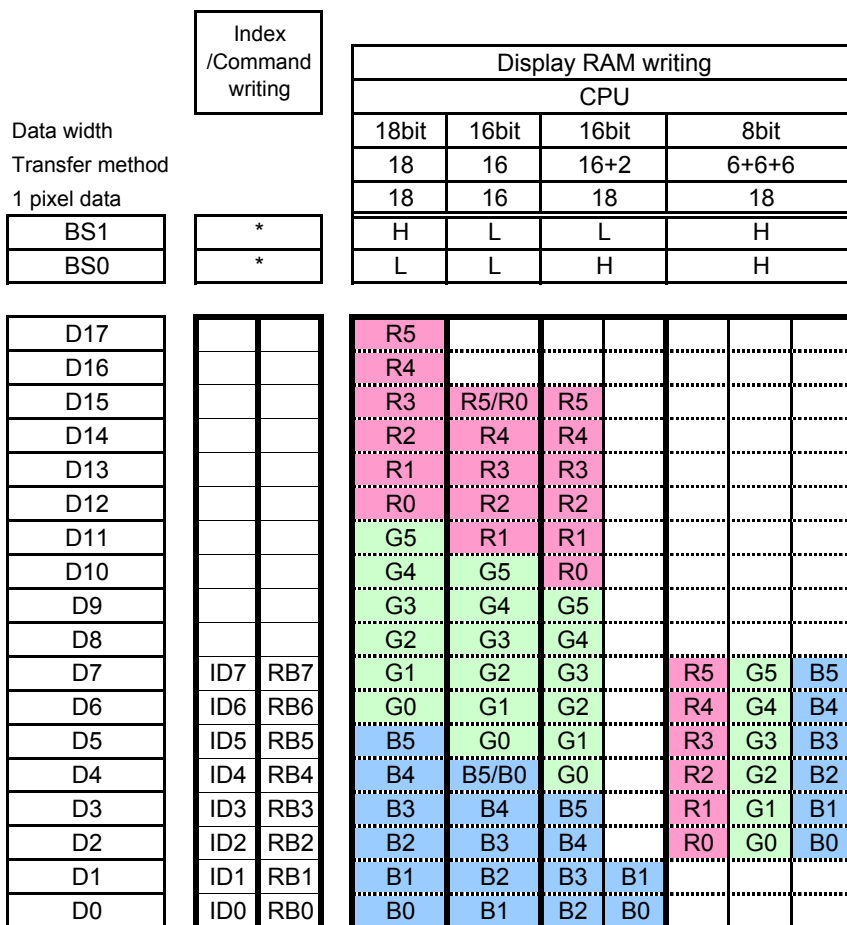 Index
/Command
writing
Display RAM writing
CPU
Data width 18bit 16bit 16bit 8bit
Transfer method 18 16 16+2 6+6+6
1 pixel data 18 16 18 18
BS1 * H L L H
BS0 * L L H H
D17 R5
D16 R4
D15 R3 R5/R0 R5
D14 R2 R4 R4
D13 R1 R3 R3
D12 R0 R2 R2
D11 G5 R1 R1
D10 G4 G5 R0
D9 G3 G4 G5
D8 G2 G3 G4
D7 ID7 RB7 G1 G2 G3 R5 G5 B5
D6 ID6 RB6 G0 G1 G2 R4 G4 B4
D5 ID5 RB5 B5 G0 G1 R3 G3 B3
D4 ID4 RB4 B4 B5/B0 G0 R2 G2 B2
D3 ID3 RB3 B3 B4 B5 R1 G1 B1
D2 ID2 RB2 B2 B3 B4 R0 G0 B0
D1 ID1 RB1 B1 B2 B3 B1
D0 ID0 RB0 B0 B1 B2 B0